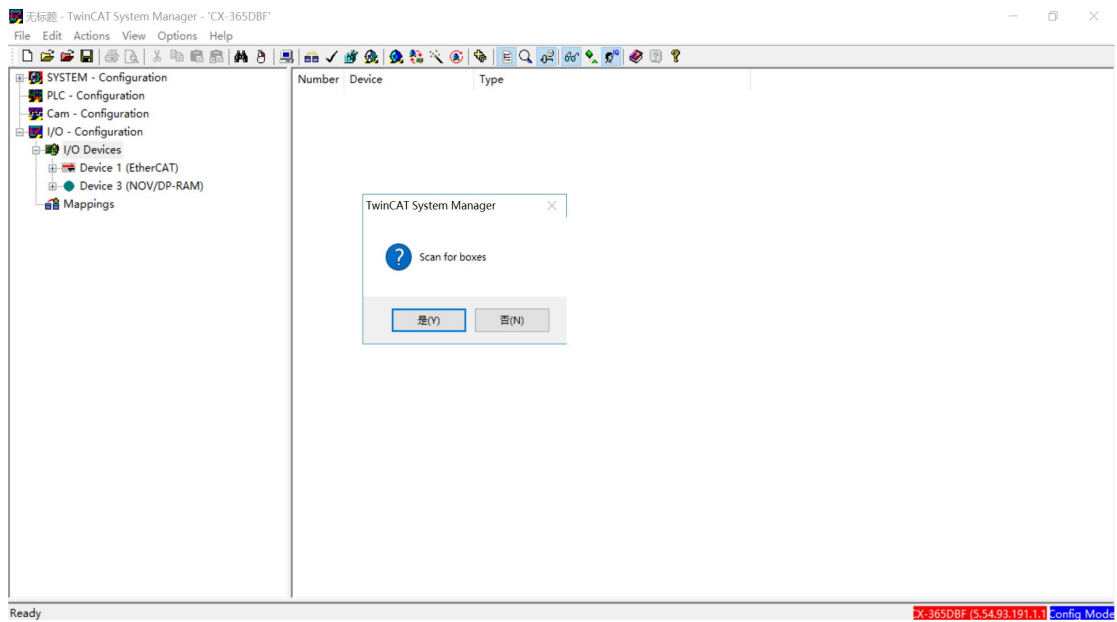 无标题 - TwinCAT System Manager - 'CX-365DBF'
File Edit Actions View Options Help
Number Device Type
SYSTEM - Configuration
PLC - Configuration
Cam - Configuration
I/O - Configuration
I/O Devices
Device 1 (EtherCAT)
Device 3 (NOV/DP-RAM)
Mappings
TwinCAT System Manager
Scan for boxes
是(Y) 否(N)
Ready
CX-365DBF (5.54.93.191.1.1 Config Mode